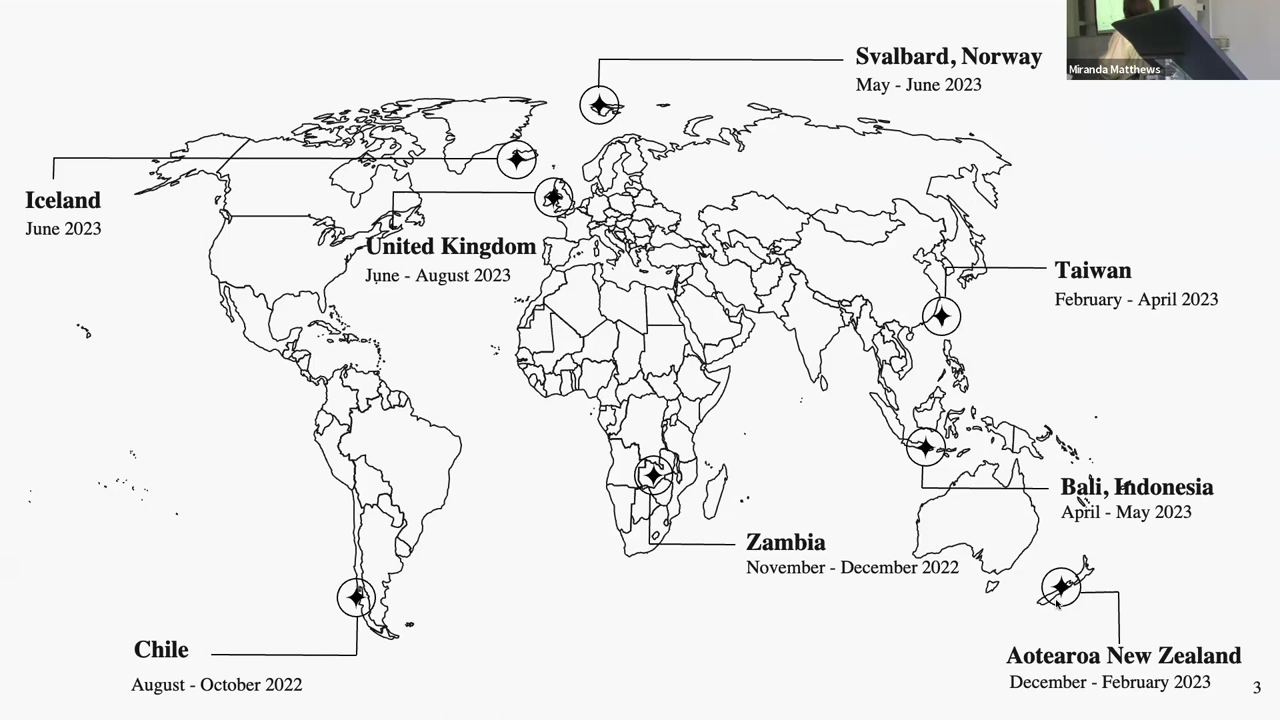 Svalbard, Norway
May - June 2023
Miranda Matthews
Iceland
June 2023
United Kingdom
June - August 2023
Taiwan
February - April 2023
Bali, Indonesia
April - May 2023
Zambia
November - December 2022
Chile
August - October 2022
Aotearoa New Zealand
December - February 2023
3